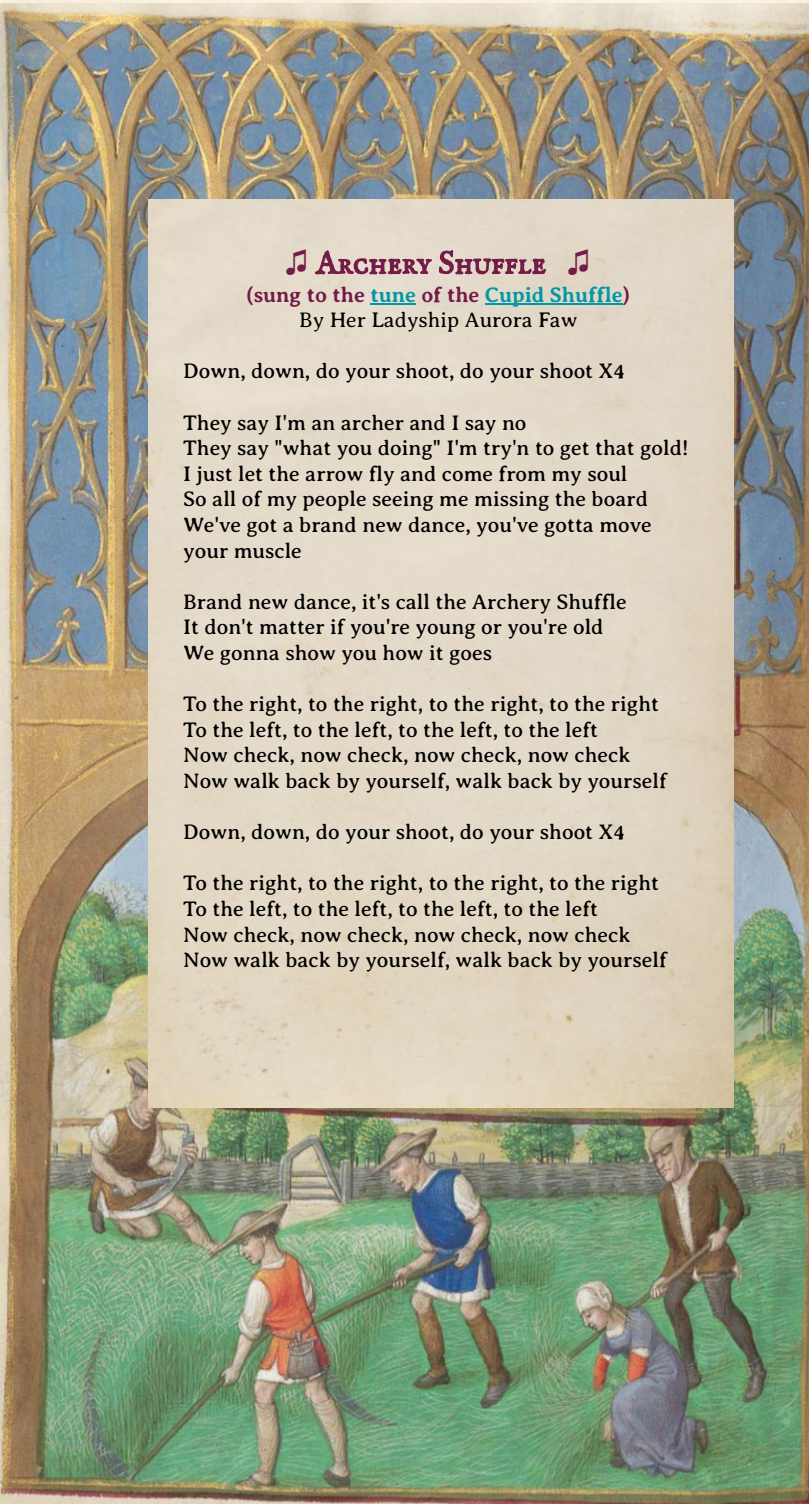 ♫ Archery Shuffle ♫
(sung to the tune of the Cupid Shuffle)
By Her Ladyship Aurora Faw
Down, down, do your shoot, do your shoot X4
They say I'm an archer and I say no
They say "what you doing" I'm try'n to get that gold!
I just let the arrow fly and come from my soul
So all of my people seeing me missing the board
We've got a brand new dance, you've gotta move
your muscle
Brand new dance, it's call the Archery Shuffle
It don't matter if you're young or you're old
We gonna show you how it goes
To the right, to the right, to the right, to the right
To the left, to the left, to the left, to the left
Now check, now check, now check, now check
Now walk back by yourself, walk back by yourself
Down, down, do your shoot, do your shoot X4
To the right, to the right, to the right, to the right
To the left, to the left, to the left, to the left
Now check, now check, now check, now check
Now walk back by yourself, walk back by yourself